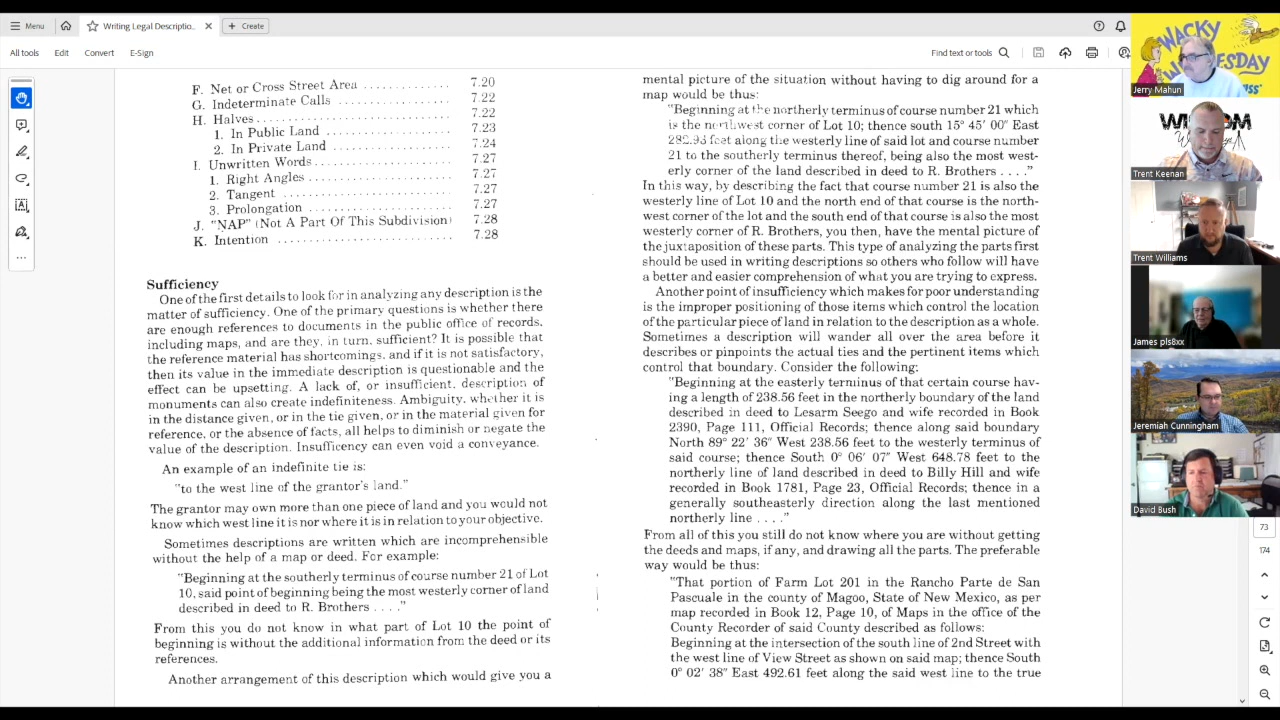 Menu
Writing Legal Descriptio...
Create
All tools
Edit
Convert
E-Sign
Find text or tools
F. Net or Cross Street Area .............. 7.20
G. Indeterminate Calls .................. 7.22
H. Halves ............................... 7.22
1. In Public Land ..................... 7.23
2. In Private Land .................... 7.24
I. Unwritten Words ...................... 7.27
1. Right Angles ....................... 7.27
2. Tangent ............................ 7.27
3. Prolongation ....................... 7.27
J. "NAP" (Not A Part Of This Subdivision) 7.28
K. Intention ............................ 7.28
Sufficiency
One of the first details to look for in analyzing any description is the
matter of sufficiency. One of the primary questions is whether there
are enough references to documents in the public office of records,
including maps, and are they, in turn, sufficient? It is possible that
the reference material has shortcomings, and if it is not satisfactory,
then its value in the immediate description is questionable and the
effect can be upsetting. A lack of, or insufficient, description of
monuments can also create indefiniteness. Ambiguity, whether it is
in the distance given, or in the tie given, or in the material given for
reference, or the absence of facts, all helps to diminish or negate the
value of the description. Insufficency can even void a conveyance.
An example of an indefinite tie is:
"to the west line of the grantor's land."
The grantor may own more than one piece of land and you would not
know which west line it is nor where it is in relation to your objective.
Sometimes descriptions are written which are incomprehensible
without the help of a map or deed. For example:
"Beginning at the southerly terminus of course number 21 of Lot
10, said point of beginning being the most westerly corner of land
described in deed to R. Brothers . . . ."
From this you do not know in what part of Lot 10 the point of
beginning is without the additional information from the deed or its
references.
Another arrangement of this description which would give you a
mental picture of the situation without having to dig around for a
map would be thus:
"Beginning at the northerly terminus of course number 21 which
is the northwest corner of Lot 10; thence south 15° 45' 00" East
282.93 feet along the westerly line of said lot and course number
21 to the southerly terminus thereof, being also the most west-
erly corner of the land described in deed to R. Brothers . . . ."
In this way, by describing the fact that course number 21 is also the
westerly line of Lot 10 and the north end of that course is the north-
west corner of the lot and the south end of that course is also the most
westerly corner of R. Brothers, you then, have the mental picture of
the juxtaposition of these parts. This type of analyzing the parts first
should be used in writing descriptions so others who follow will have
a better and easier comprehension of what you are trying to express.
Another point of insufficiency which makes for poor understanding
is the improper positioning of those items which control the location
of the particular piece of land in relation to the description as a whole.
Sometimes a description will wander all over the area before it
describes or pinpoints the actual ties and the pertinent items which
control that boundary. Consider the following;
"Beginning at the easterly terminus of that certain course hav-
ing a length of 238.56 feet in the northerly boundary of the land
described in deed to Lesarm Seego and wife recorded in Book
2390, Page 111, Official Records; thence along said boundary
North 89° 22' 36" West 238.56 feet to the westerly terminus of
said course; thence South 0° 06' 07" West 648.78 feet to the
northerly line of land described in deed to Billy Hill and wife
recorded in Book 1781, Page 23, Official Records; thence in a
generally southeasterly direction along the last mentioned
northerly line . . . ."
From all of this you still do not know where you are without getting
the deeds and maps, if any, and drawing all the parts. The preferable
way would be thus:
"That portion of Farm Lot 201 in the Rancho Parte de San
Pascuale in the county of Magoo, State of New Mexico, as per
map recorded in Book 12, Page 10, of Maps in the office of the
County Recorder of said County described as follows:
Beginning at the intersection of the south line of 2nd Street with
the west line of View Street as shown on said map; thence South
0° 02' 38" East 492.61 feet along the said west line to the true
73
174
WACKY
Jerry Mahun
Trent Keenan
Trent Williams
James pls8xx
Jeremiah Cunningham
David Bush